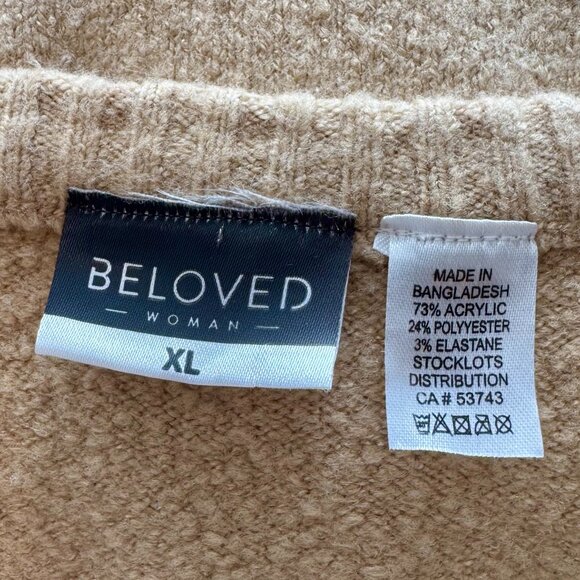 BELOVED
WOMAN
XL
MADE IN
BANGLADESH
73% ACRYLIC
24% POLYYESTER
3% ELASTANE
STOCKLOTS
DISTRIBUTION
CA # 53743